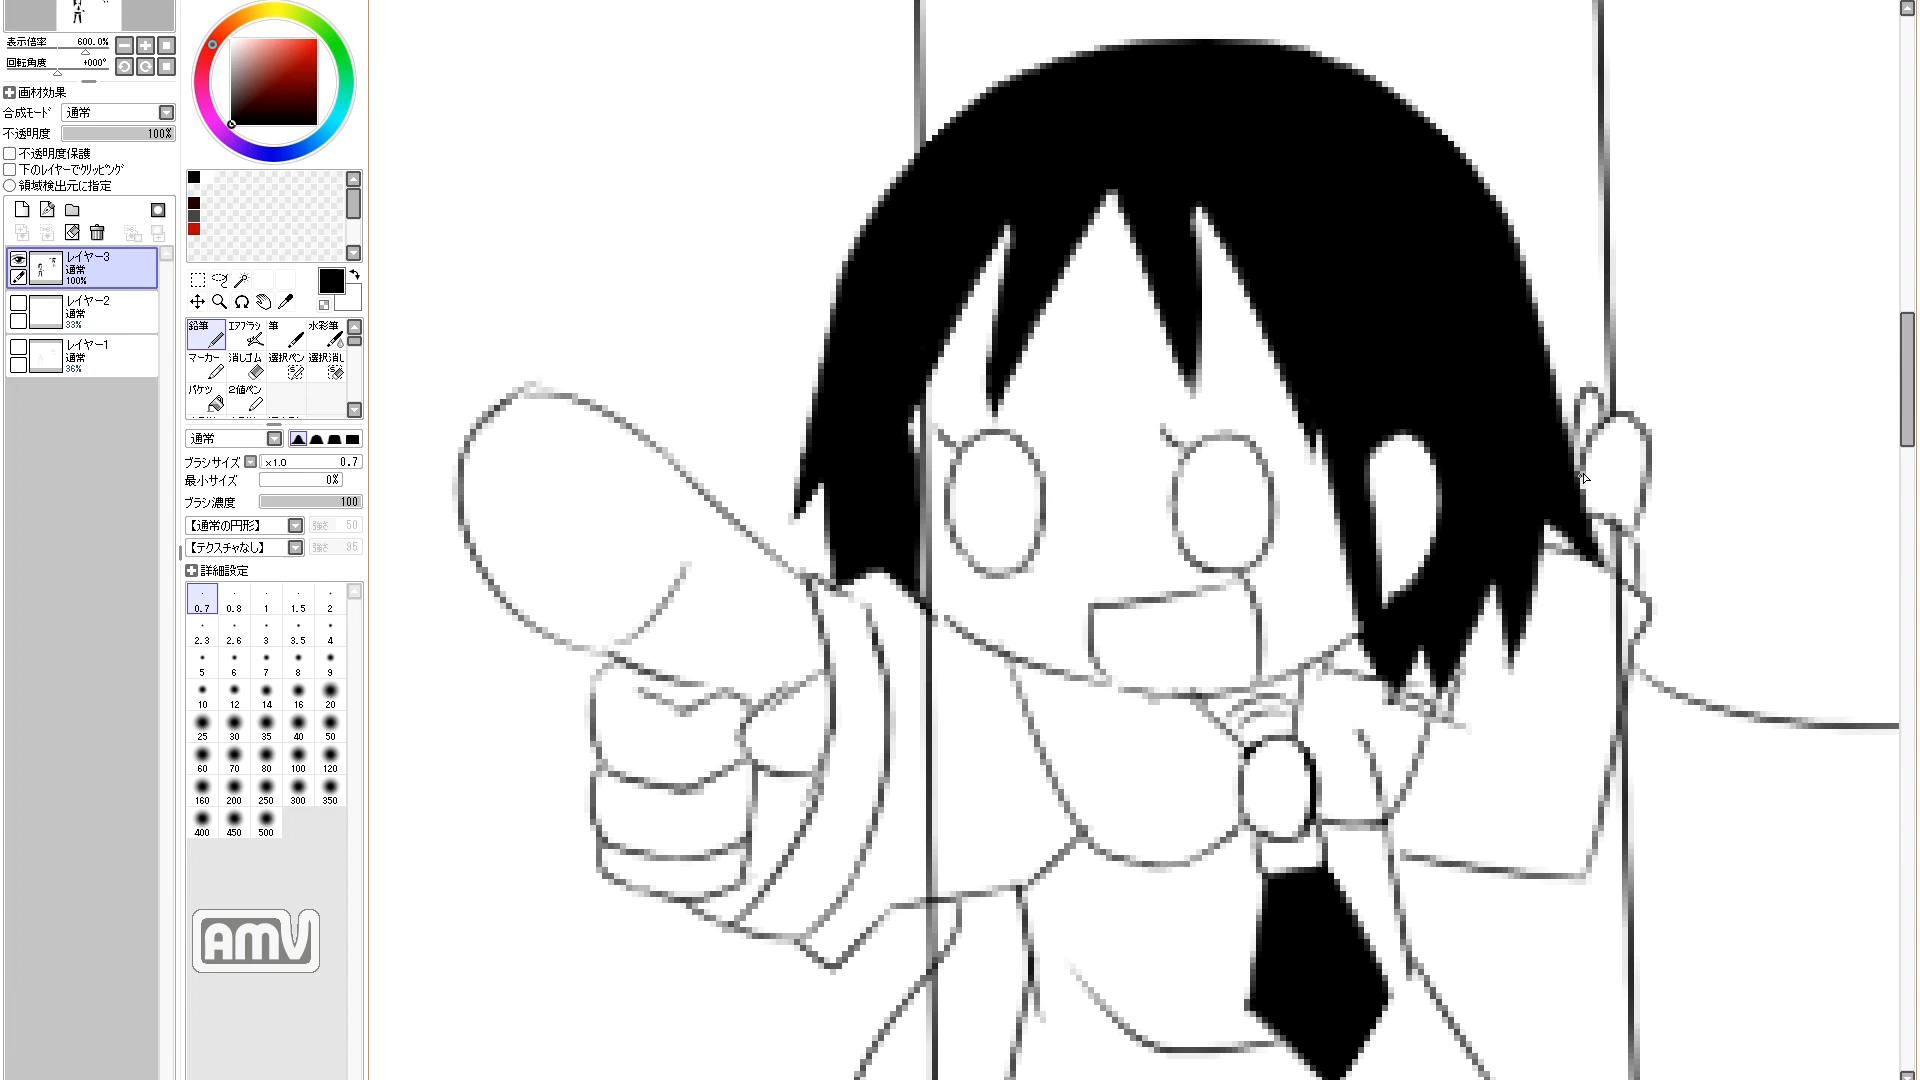 表示倍率 600.0%
回転角度 +000°
画材効果
合成ﾓｰﾄﾞ 通常
不透明度 100%
不透明度保護
下のﾚｲﾔｰでｸﾘｯﾋﾟﾝｸﾞ
領域検出元に指定
レイヤー3
通常
100%
レイヤー2
通常
33%
レイヤー1
通常
36%
鉛筆 ｴｱﾌﾞﾗｼ 筆 水彩筆
マーカー 消しゴム 選択ペン 選択消し
バケツ 2値ペン
通常
ブラシサイズ x1.0 0.7
最小サイズ 0%
ブラシ濃度 100
【通常の円形】 強さ 50
【テクスチャなし】 強さ 95
詳細設定
0.7 0.8 1 1.5 2
2.3 2.6 3 3.5 4
5 6 7 8 9
10 12 14 16 20
25 30 35 40 50
60 70 80 100 120
160 200 250 300 350
400 450 500
AMV